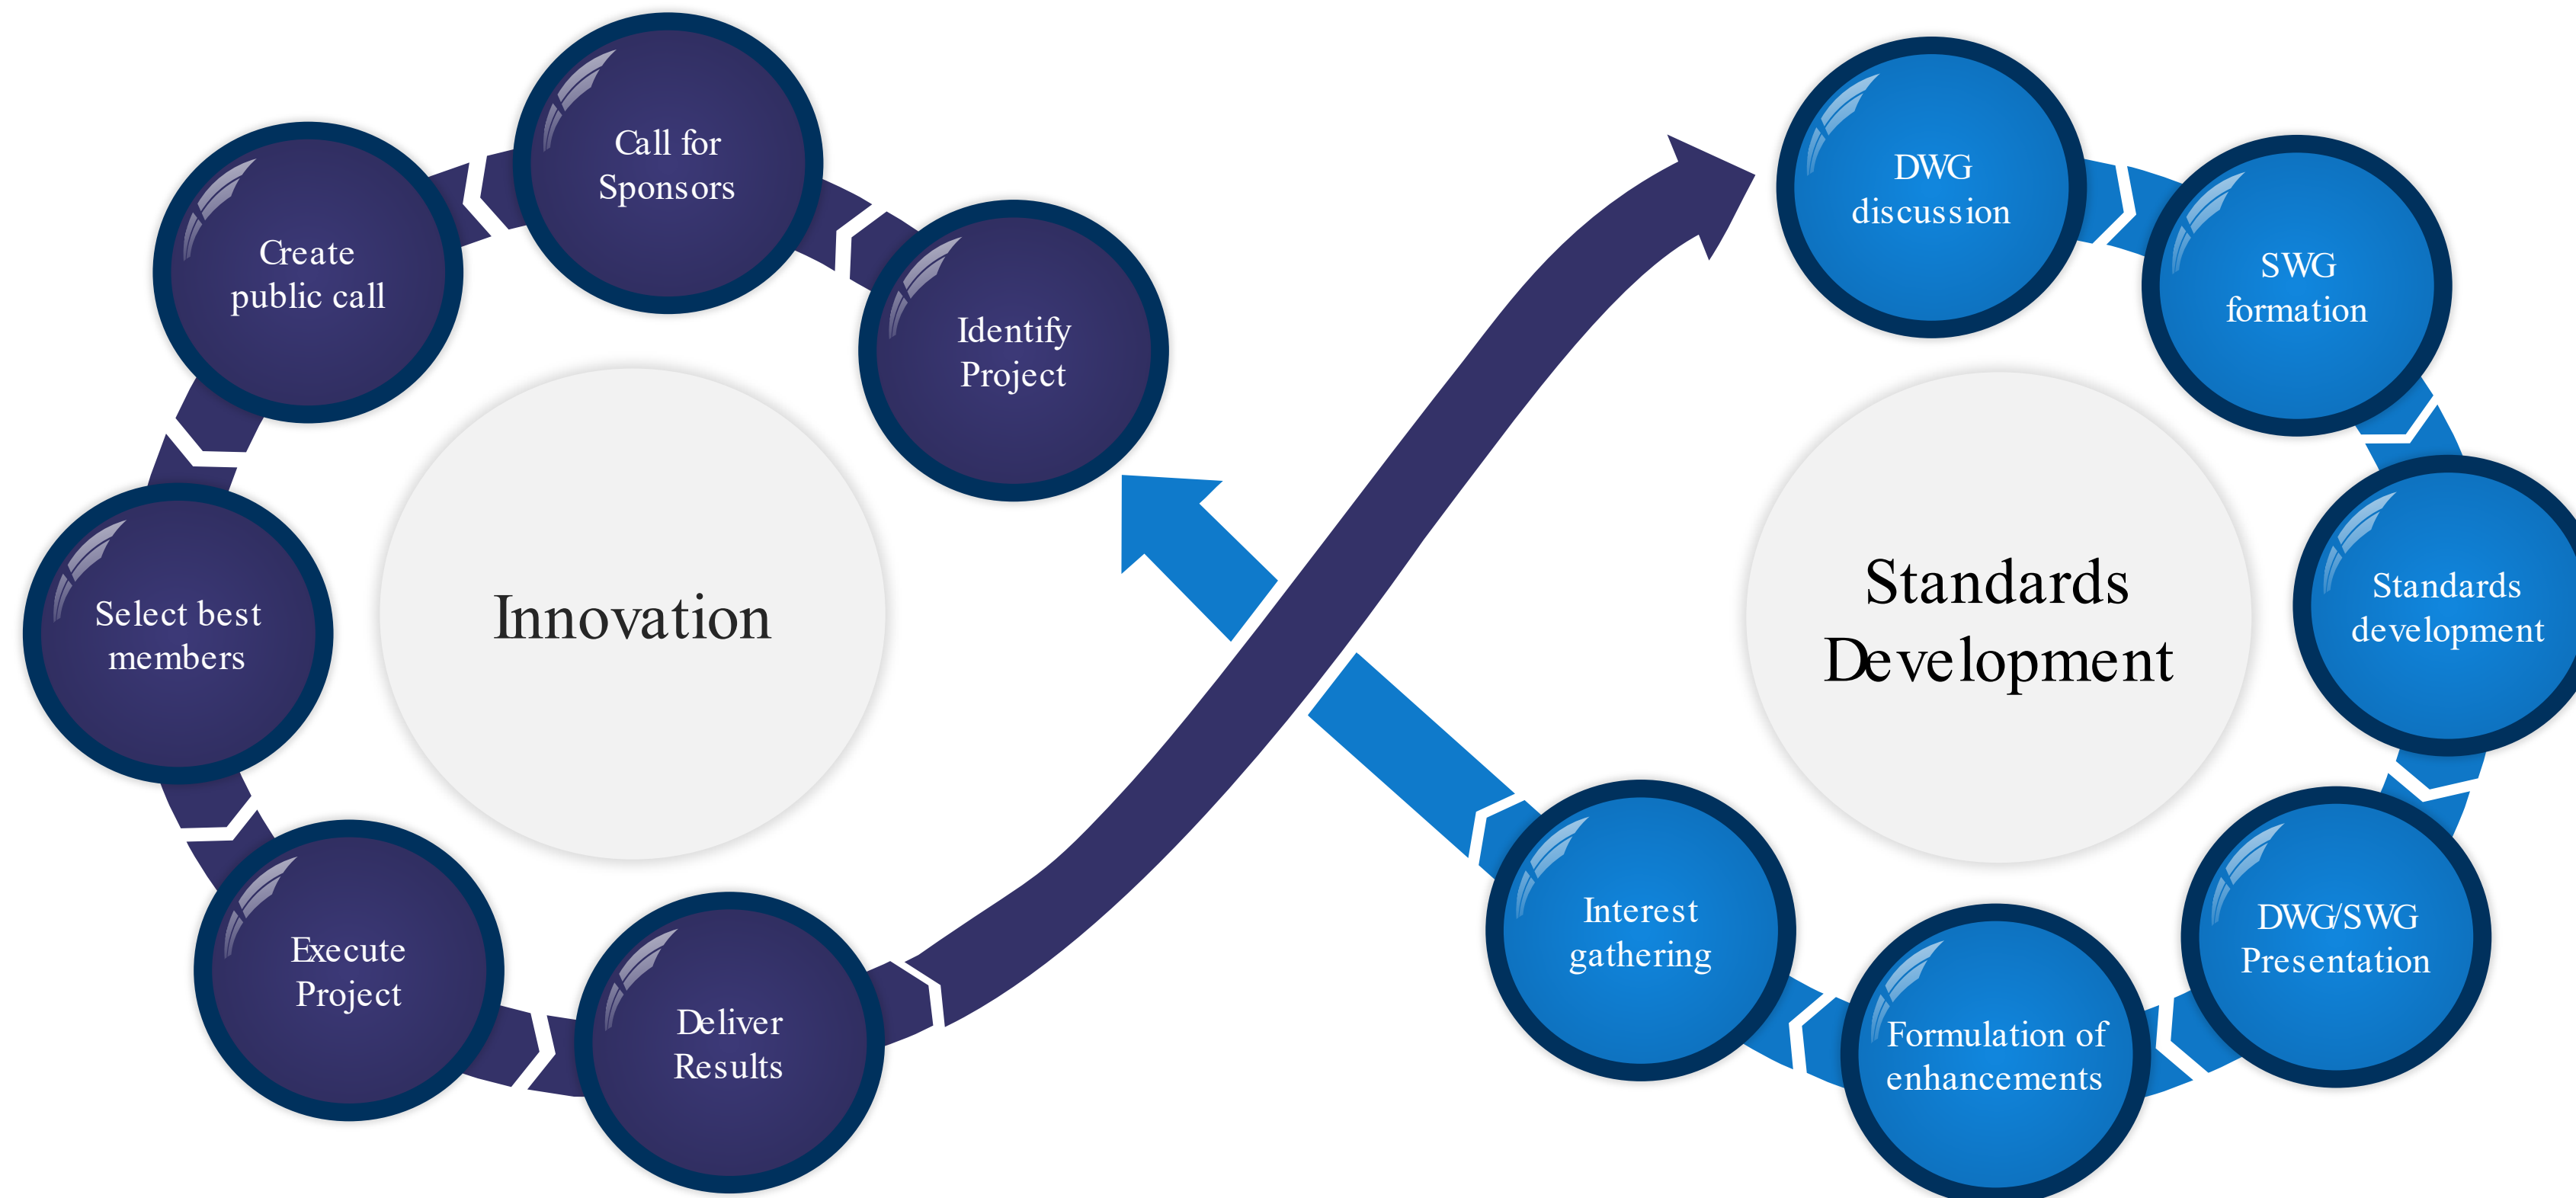 Call for
Sponsors
Create
public call
Identify
Project
Select best
members
Innovation
Execute
Project
Deliver
Results
DWG
discussion
SWG
formation
Standards
development
Standards
Development
DWG/SWG
Presentation
Formulation of
enhancements
Interest
gathering